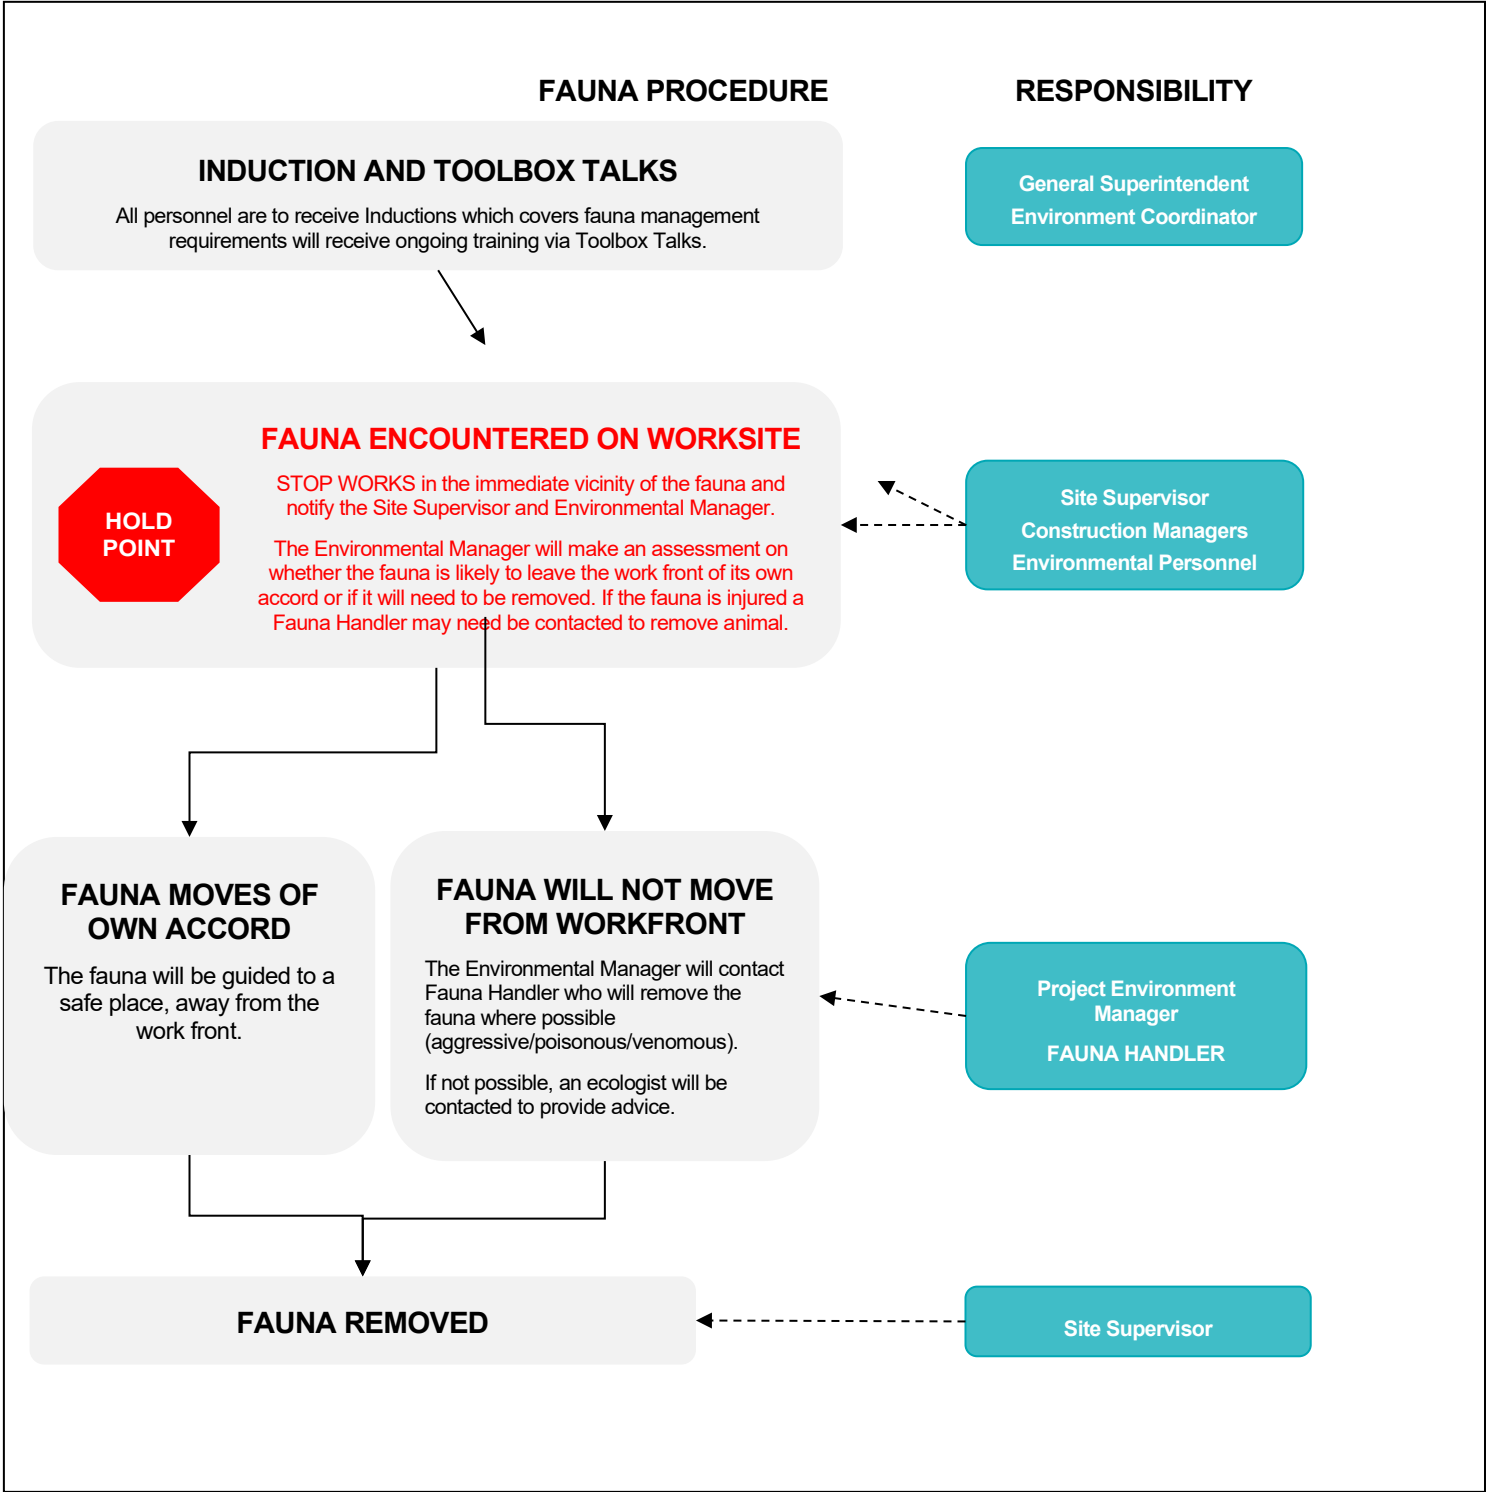 FAUNA PROCEDURE
RESPONSIBILITY
INDUCTION AND TOOLBOX TALKS
All personnel are to receive Inductions which covers fauna management
requirements will receive ongoing training via Toolbox Talks.
General Superintendent
Environment Coordinator
HOLD
POINT
FAUNA ENCOUNTERED ON WORKSITE
STOP WORKS in the immediate vicinity of the fauna and
notify the Site Supervisor and Environmental Manager.
The Environmental Manager will make an assessment on
whether the fauna is likely to leave the work front of its own
accord or if it will need to be removed. If the fauna is injured a
Fauna Handler may need be contacted to remove animal.
Site Supervisor
Construction Managers
Environmental Personnel
FAUNA MOVES OF
OWN ACCORD
The fauna will be guided to a
safe place, away from the
work front.
FAUNA WILL NOT MOVE
FROM WORKFRONT
The Environmental Manager will contact
Fauna Handler who will remove the
fauna where possible
(aggressive/poisonous/venomous).
If not possible, an ecologist will be
contacted to provide advice.
Project Environment
Manager
FAUNA HANDLER
FAUNA REMOVED
Site Supervisor